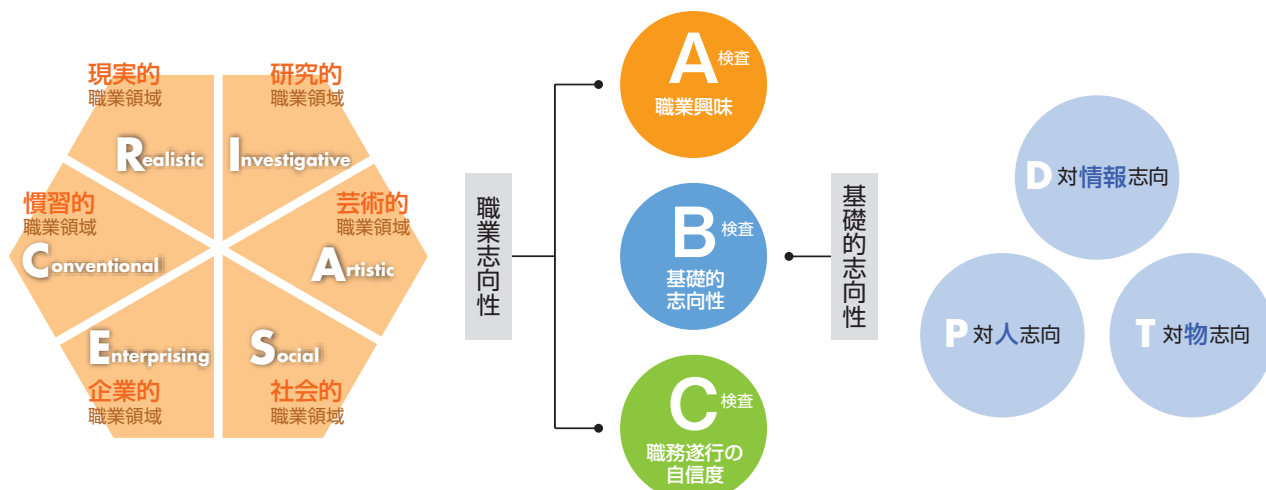 現実的
職業領域
Realistic
研究的
職業領域
Investigative
慣習的
職業領域
Conventional
芸術的
職業領域
Artistic
Enterprising
企業的
職業領域
Social
社会的
職業領域
職業志向性
A検査
職業興味
B検査
基礎的
志向性
C検査
職務遂行の
自信度
基礎的志向性
D 対情報志向
P 対人志向
T 対物志向